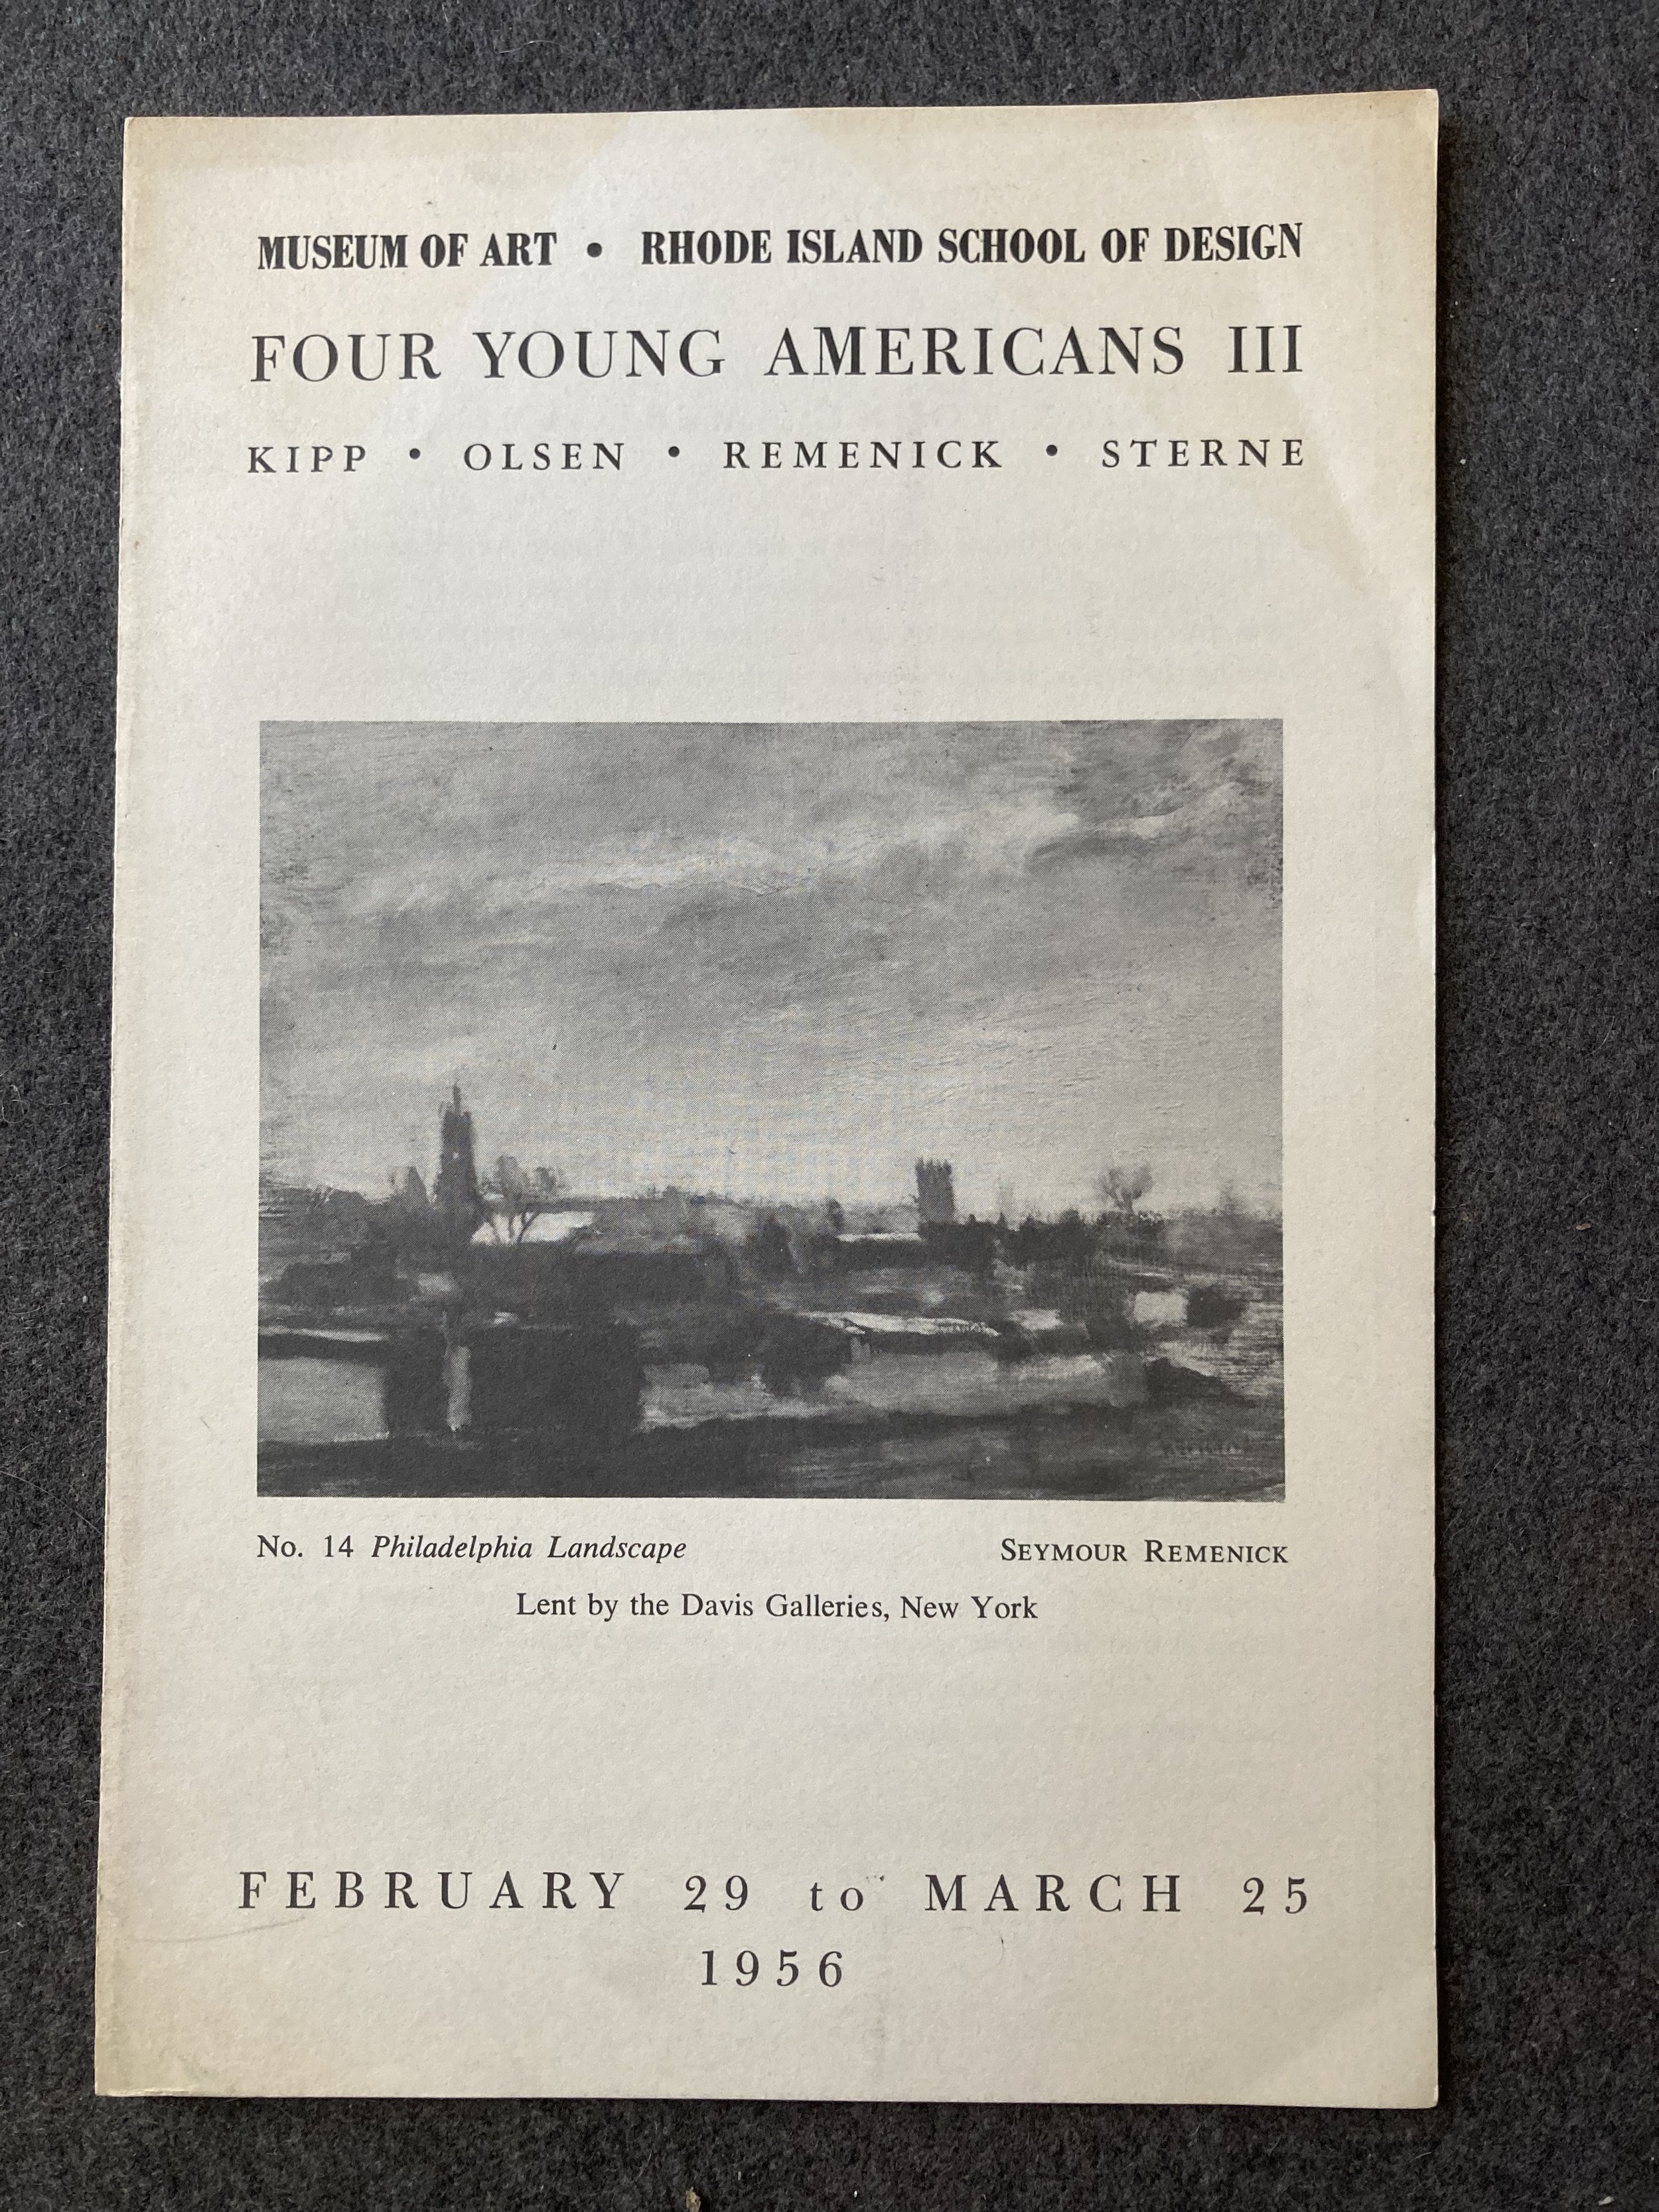 MUSEUM OF ART • RHODE ISLAND SCHOOL OF DESIGN
FOUR YOUNG AMERICANS III
KIPP • OLSEN • REMENICK • STERNE
No. 14 Philadelphia Landscape SEYMOUR REMENICK
Lent by the Davis Galleries, New York
FEBRUARY 29 to MARCH 25
1956